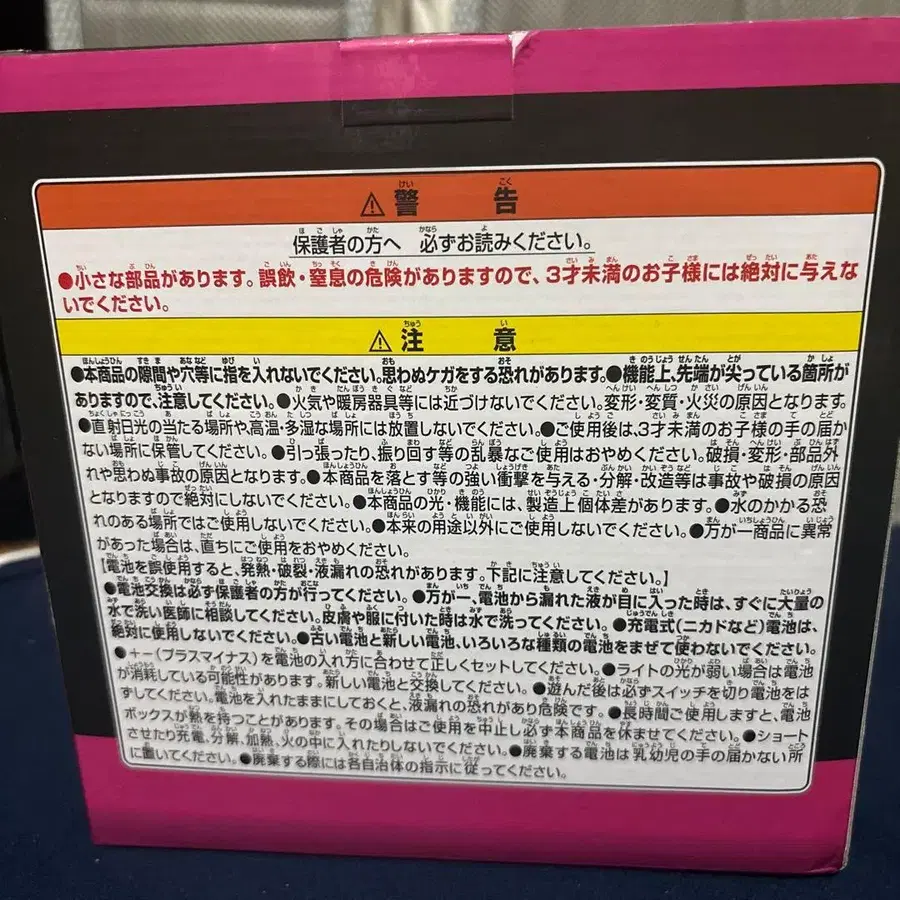 ⚠警告
保護者の方へ 必ずお読みください。
●小さな部品があります。誤飲・窒息の危険がありますので、3才未満のお子様には絶対に与えな
いでください。
⚠注意
●本商品の隙間や穴等に指を入れないでください。思わぬケガをする恐れがあります。●機能上、先端が尖っている箇所が
ありますので、注意してください。●火気や暖房器具等には近づけないでください。変形・変質・火災の原因となります。
●直射日光の当たる場所や高温・多湿な場所には放置しないでください。●ご使用後は、3才未満のお子様の手の届か
ない場所に保管してください。●引っ張ったり、振り回す等の乱暴なご使用はおやめください。破損・変形・部品外
れや思わぬ事故の原因となります。●本商品を落とす等の強い衝撃を与える・分解・改造等は事故や破損の原因
となりますので絶対にしないでください。●本商品の光・機能には、製造上個体差があります。●水のかかる恐
れのある場所ではご使用しないでください。●本来の用途以外にご使用しないでください。●万が一商品に異常
があった場合は、直ちにご使用をおやめください。
【電池を誤使用すると、発熱・破裂・液漏れの恐れがあります。下記に注意してください。】
●電池交換は必ず保護者の方が行ってください。●万が一、電池から漏れた液が目に入った時は、すぐに大量の
水で洗い医師に相談してください。皮膚や服に付いた時は水で洗ってください。●充電式(ニカドなど)電池は、
絶対に使用しないでください。●古い電池と新しい電池、いろいろな種類の電池をまぜて使わないでください。
●+−(プラスマイナス)を電池の入れ方に合わせて正しくセットしてください。●ライトの光が弱い場合は電池
が消耗している可能性があります。新しい電池と交換してください。●遊んだ後は必ずスイッチを切り電池をは
ずしてください。電池を入れたままにしておくと、液漏れの恐れがあり危険です。●長時間ご使用しますと、電池
ボックスが熱を持つことがあります。その場合はご使用を中止し必ず本商品を休ませてください。●ショート
させたり充電、分解、加熱、火の中に入れたりしないでください。●廃棄する電池は乳幼児の手の届かない所
に置いてください。●廃棄する際には各自治体の指示に従ってください。